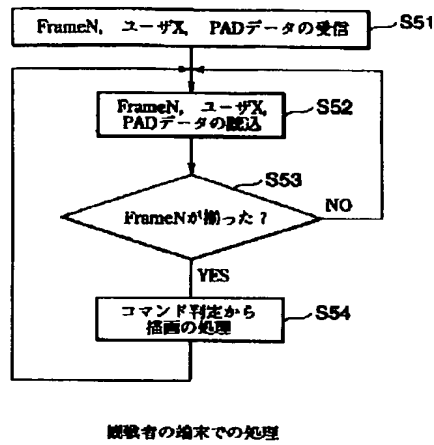 FrameN, ユーザX, PADデータの受信
S51
FrameN, ユーザX,
PADデータの読込
S52
S53
FrameNが揃った？
NO
YES
コマンド判定から
描画の処理
S54
観戦者の端末での処理